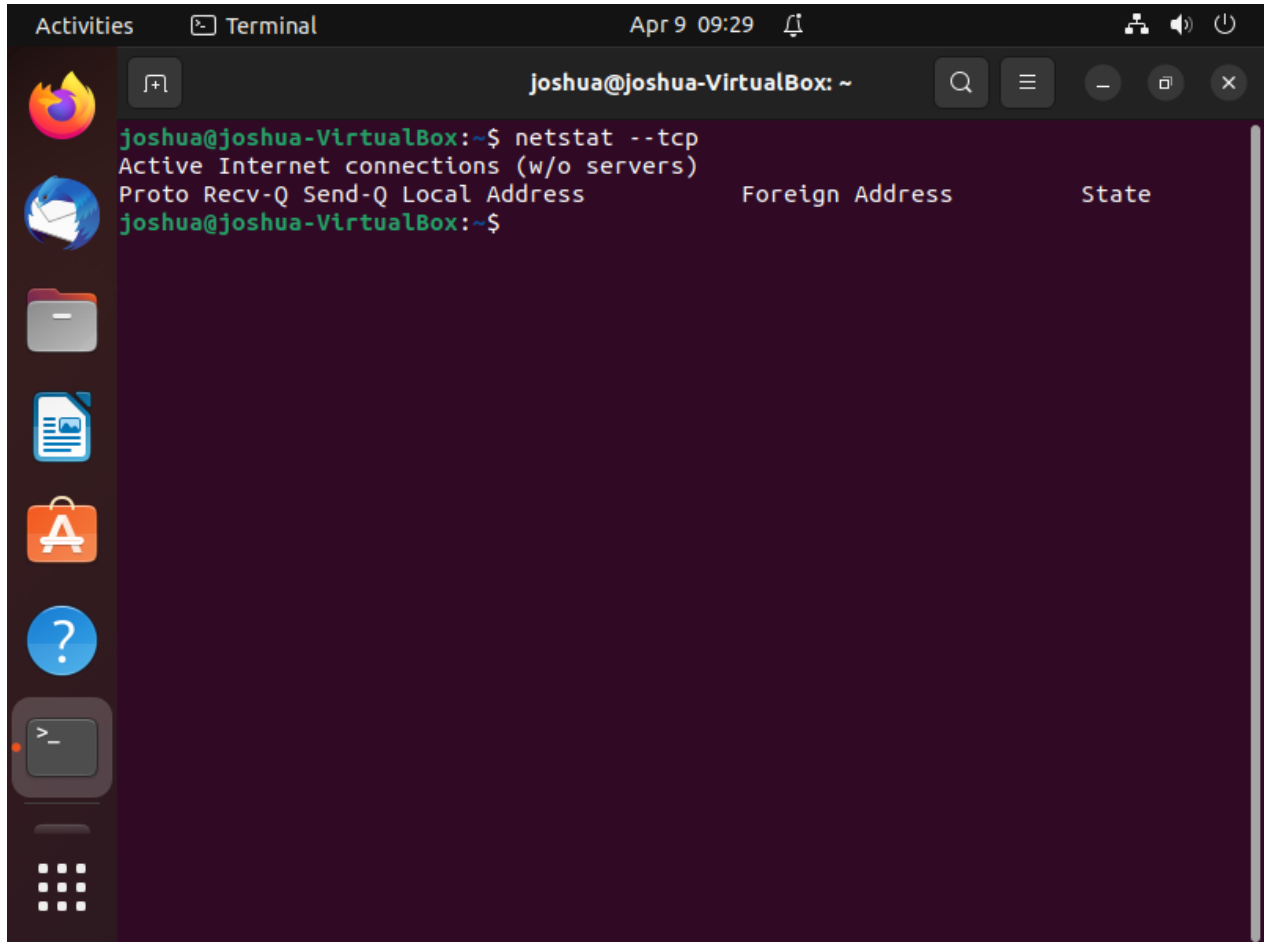 Activities Terminal Apr 9 09:29
joshua@joshua-VirtualBox: ~
joshua@joshua-VirtualBox:~$ netstat --tcp
Active Internet connections (w/o servers)
Proto Recv-Q Send-Q Local Address Foreign Address State
joshua@joshua-VirtualBox:~$